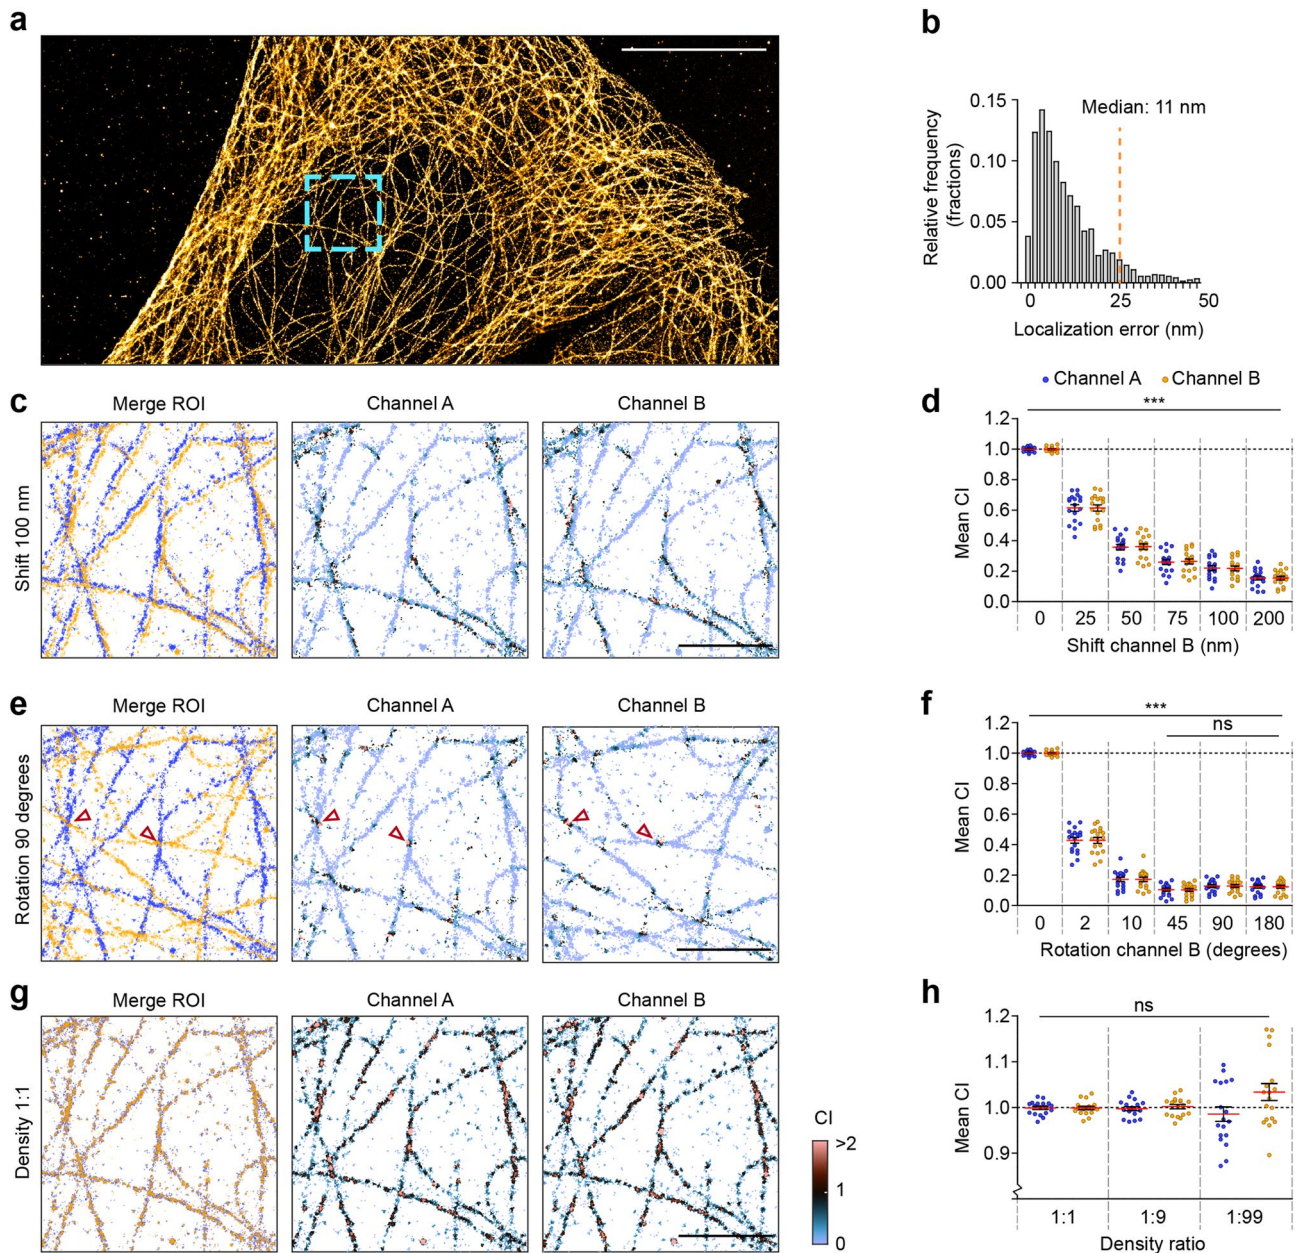 a
b
0.15
Median: 11 nm
0.10
0.05
0.00
Relative frequency
(fractions)
0
25
50
Localization error (nm)
c
Merge ROI
Channel A
Channel B
Shift 100 nm
Channel A
Channel B
d
***
1.2
1.0
0.8
0.6
0.4
0.2
0.0
Mean CI
0
25
50
75
100
200
Shift channel B (nm)
e
Merge ROI
Channel A
Channel B
Rotation 90 degrees
f
***
ns
1.2
1.0
0.8
0.6
0.4
0.2
0.0
Mean CI
0
2
10
45
90
180
Rotation channel B (degrees)
g
Merge ROI
Channel A
Channel B
Density 1:1
CI
>2
1
0
h
ns
1.2
1.1
1.0
0.9
Mean CI
1:1
1:9
1:99
Density ratio